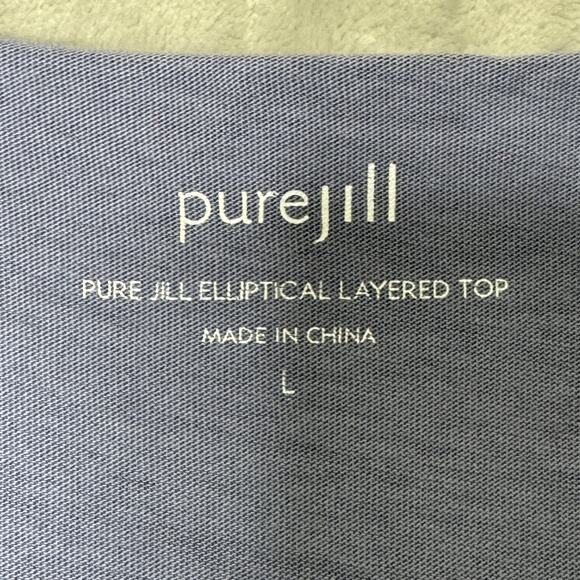 purejill
PURE JILL ELLIPTICAL LAYERED TOP
MADE IN CHINA
L